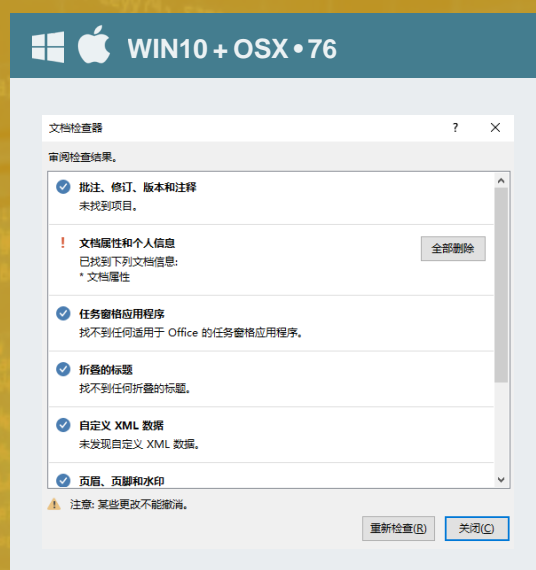 WIN10+OSX•76
文档检查器
审阅检查结果。
批注、修订、版本和注释
未找到项目。
文档属性和个人信息
全部删除
已找到下列文档信息:
* 文档属性
任务窗格应用程序
找不到任何适用于 Office 的任务窗格应用程序。
折叠的标题
找不到任何折叠的标题。
自定义 XML 数据
未发现自定义 XML 数据。
页眉、页脚和水印
注意: 某些更改不能撤消。
重新检查(R) 关闭(C)